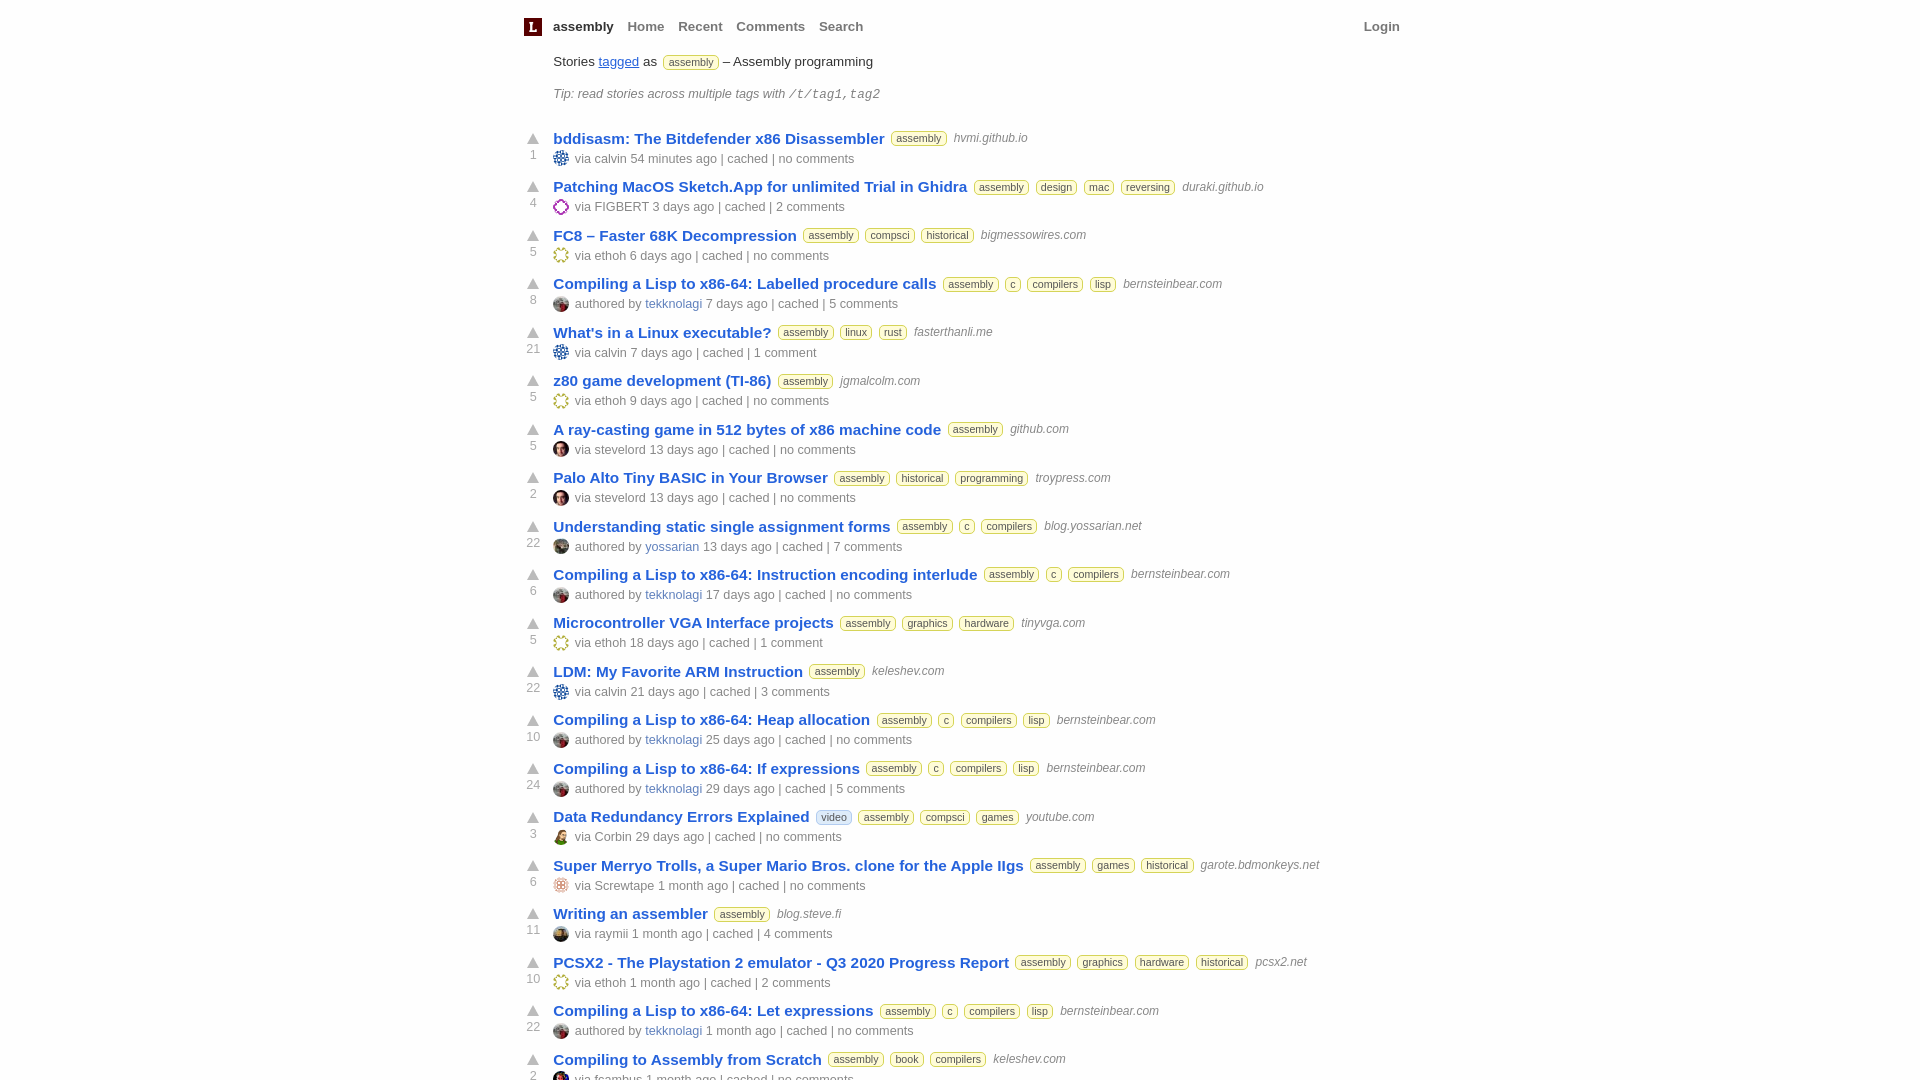 L assembly Home Recent Comments Search Login
Stories tagged as assembly – Assembly programming
Tip: read stories across multiple tags with /t/tag1,tag2
bddisasm: The Bitdefender x86 Disassembler assembly hvmi.github.io
1 via calvin 54 minutes ago | cached | no comments
Patching MacOS Sketch.App for unlimited Trial in Ghidra assembly design mac reversing duraki.github.io
4 via FIGBERT 3 days ago | cached | 2 comments
FC8 – Faster 68K Decompression assembly compsci historical bigmessowires.com
5 via ethoh 6 days ago | cached | no comments
Compiling a Lisp to x86-64: Labelled procedure calls assembly c compilers lisp bernsteinbear.com
8 authored by tekknolagi 7 days ago | cached | 5 comments
What's in a Linux executable? assembly linux rust fasterthanli.me
21 via calvin 7 days ago | cached | 1 comment
z80 game development (TI-86) assembly jgmalcolm.com
5 via ethoh 9 days ago | cached | no comments
A ray-casting game in 512 bytes of x86 machine code assembly github.com
5 via stevelord 13 days ago | cached | no comments
Palo Alto Tiny BASIC in Your Browser assembly historical programming troypress.com
2 via stevelord 13 days ago | cached | no comments
Understanding static single assignment forms assembly c compilers blog.yossarian.net
22 authored by yossarian 13 days ago | cached | 7 comments
Compiling a Lisp to x86-64: Instruction encoding interlude assembly c compilers bernsteinbear.com
6 authored by tekknolagi 17 days ago | cached | no comments
Microcontroller VGA Interface projects assembly graphics hardware tinyvga.com
5 via ethoh 18 days ago | cached | 1 comment
LDM: My Favorite ARM Instruction assembly keleshev.com
22 via calvin 21 days ago | cached | 3 comments
Compiling a Lisp to x86-64: Heap allocation assembly c compilers lisp bernsteinbear.com
10 authored by tekknolagi 25 days ago | cached | no comments
Compiling a Lisp to x86-64: If expressions assembly c compilers lisp bernsteinbear.com
24 authored by tekknolagi 29 days ago | cached | 5 comments
Data Redundancy Errors Explained video assembly compsci games youtube.com
3 via Corbin 29 days ago | cached | no comments
Super Merryo Trolls, a Super Mario Bros. clone for the Apple IIgs assembly games historical garote.bdmonkeys.net
6 via Screwtape 1 month ago | cached | no comments
Writing an assembler assembly blog.steve.fi
11 via raymii 1 month ago | cached | 4 comments
PCSX2 - The Playstation 2 emulator - Q3 2020 Progress Report assembly graphics hardware historical pcsx2.net
10 via ethoh 1 month ago | cached | 2 comments
Compiling a Lisp to x86-64: Let expressions assembly c compilers lisp bernsteinbear.com
22 authored by tekknolagi 1 month ago | cached | no comments
Compiling to Assembly from Scratch assembly book compilers keleshev.com
2 via fcambus 1 month ago | cached | no comments